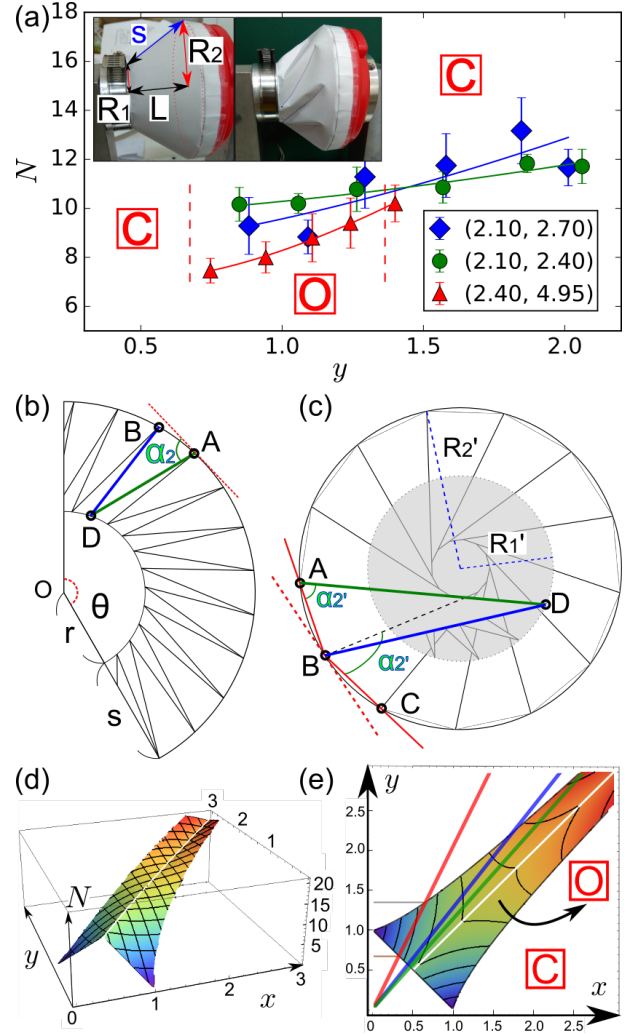 (a)
18
16
14
12
10
8
6
N
s
R2
R1
L
C
C
O
(2.10, 2.70)
(2.10, 2.40)
(2.40, 4.95)
0.5
1.0
1.5
2.0
y
(b)
B
A
α2
D
O
θ
r
s
(c)
R2'
R1'
A
α2'
D
B
α2'
C
(d)
3
2
1
20
15
10
5
N
y
0
1
2
3
x
(e)
y
2.5
2.0
1.5
1.0
0.5
0
O
C
x
0
0.5
1.0
1.5
2.0
2.5